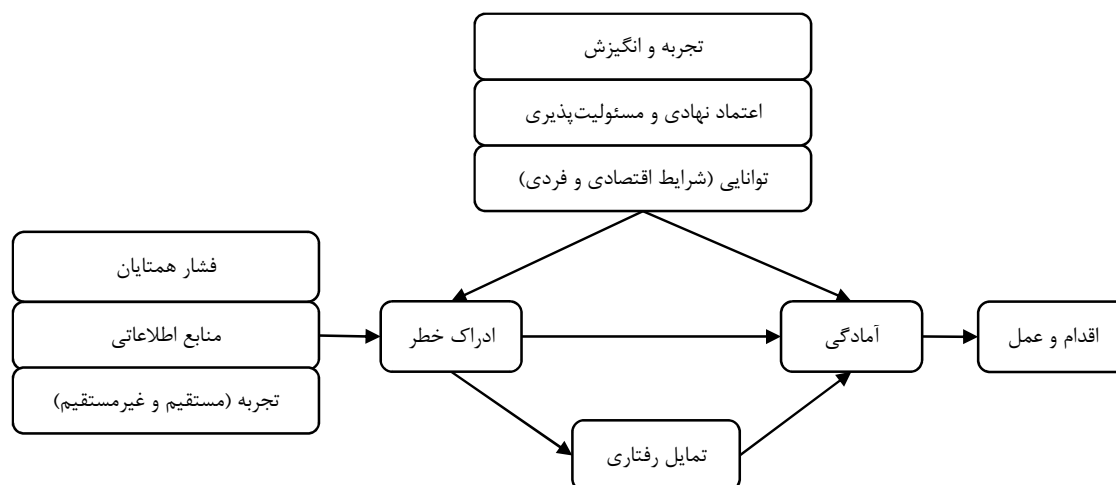 تجربه و انگیزش
اعتماد نهادی و مسئولیت‌پذیری
توانایی (شرایط اقتصادی و فردی)
فشار همتایان
منابع اطلاعاتی
تجربه (مستقیم و غیرمستقیم)
ادراک خطر
آمادگی
اقدام و عمل
تمایل رفتاری